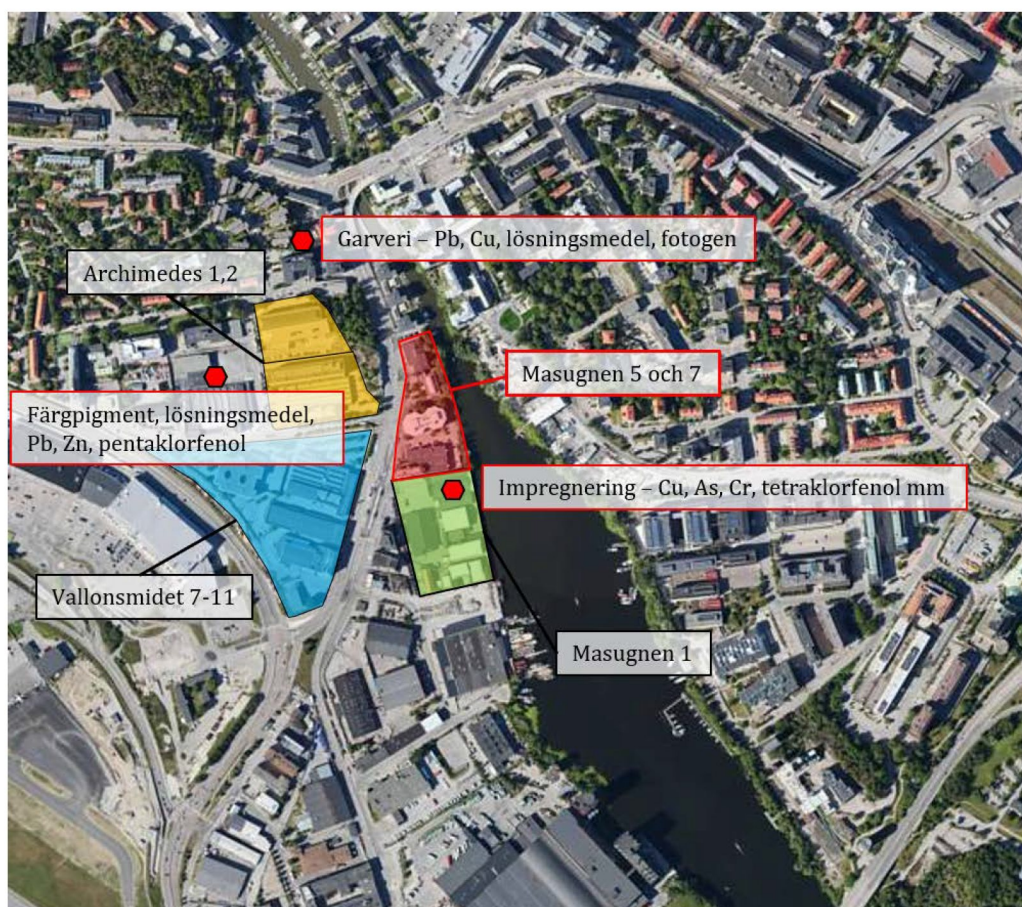 Garveri – Pb, Cu, lösningsmedel, fotogen
Archimedes 1,2
Masugnen 5 och 7
Färgpigment, lösningsmedel,
Pb, Zn, pentaklorfenol
Impregnering – Cu, As, Cr, tetraklorfenol mm
Vallonsmidet 7-11
Masugnen 1